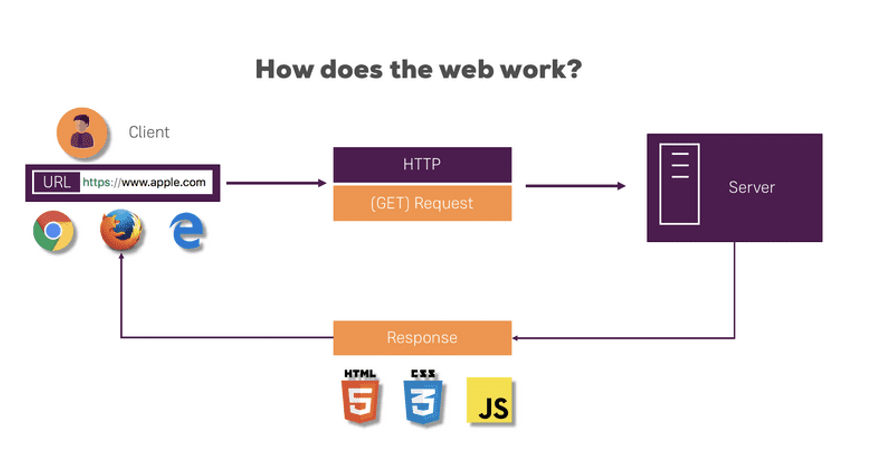 How does the web work?
Client
URL https://www.apple.com
HTTP
(GET) Request
Server
Response
HTML
5
CSS
3
JS